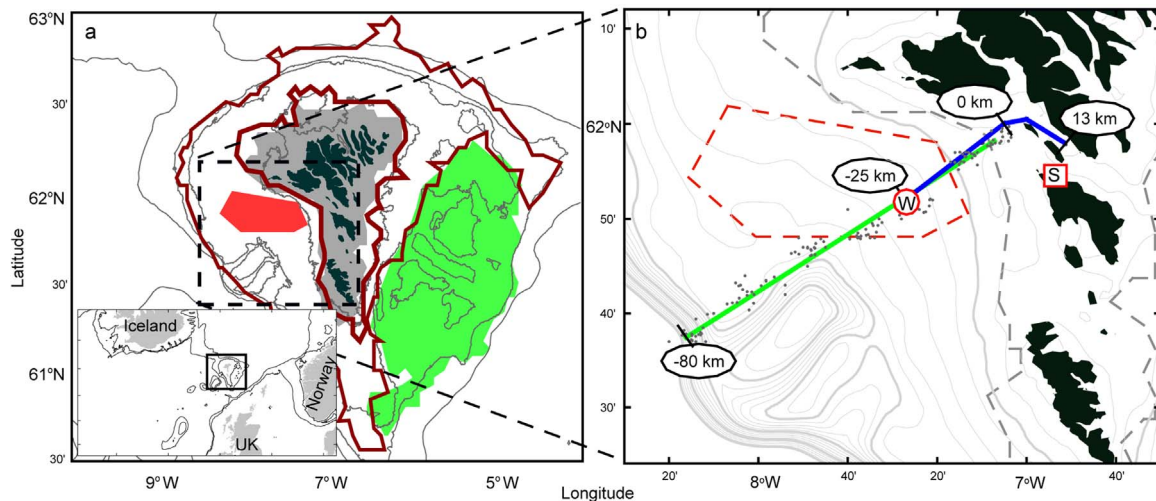 63°N
a
30'
62°N
30'
61°N
30'
Latitude
9°W
7°W
5°W
Longitude
Iceland
Norway
UK
b
10'
62°N
50'
40'
30'
0 km
13 km
-25 km
W
S
-80 km
20'
8°W
40'
20'
7°W
40'